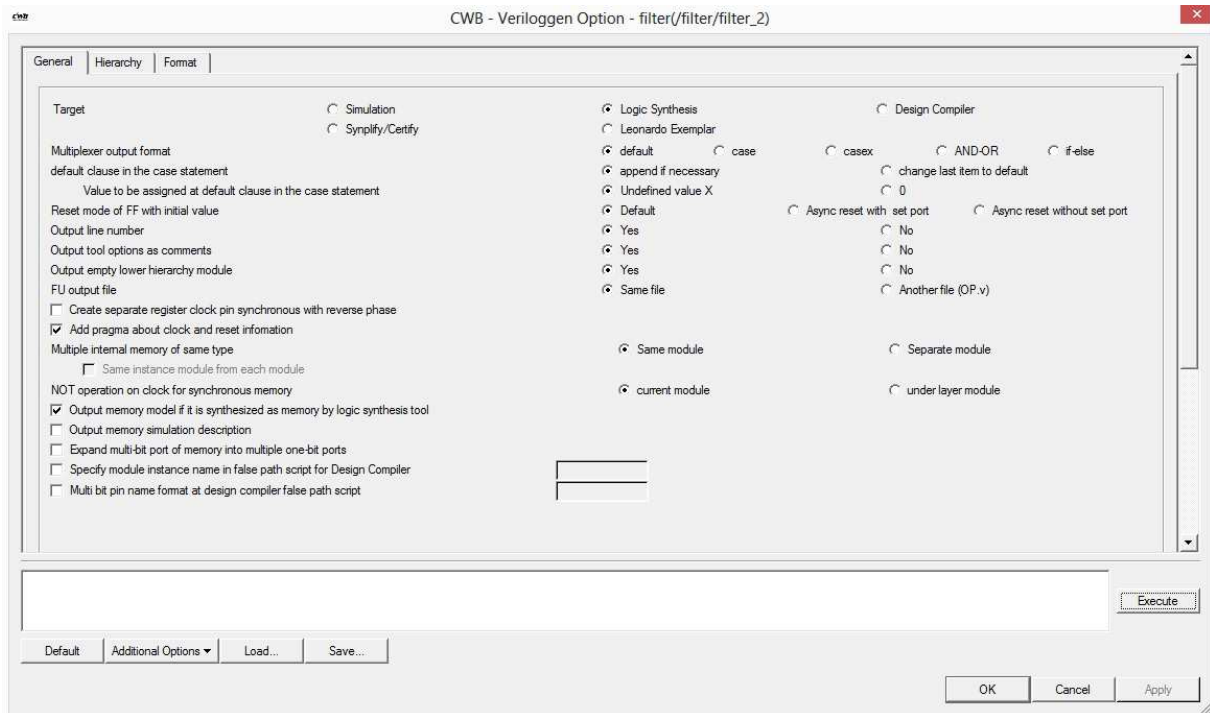 CWB
CWB - Veriloggen Option - filter(/filter/filter_2)
General Hierarchy Format
Target Simulation Logic Synthesis Design Compiler
Synplify/Certify Leonardo Exemplar
Multiplexer output format default case casex AND-OR if-else
default clause in the case statement append if necessary change last item to default
Value to be assigned at default clause in the case statement Undefined value X 0
Reset mode of FF with initial value Default Async reset with set port Async reset without set port
Output line number Yes No
Output tool options as comments Yes No
Output empty lower hierarchy module Yes No
FU output file Same file Another file (OP.v)
Create separate register clock pin synchronous with reverse phase
Add pragma about clock and reset infomation
Multiple internal memory of same type Same module Separate module
Same instance module from each module
NOT operation on clock for synchronous memory current module under layer module
Output memory model if it is synthesized as memory by logic synthesis tool
Output memory simulation description
Expand multi-bit port of memory into multiple one-bit ports
Specify module instance name in false path script for Design Compiler
Multi bit pin name format at design compiler false path script
Execute
Default Additional Options Load... Save...
OK Cancel Apply